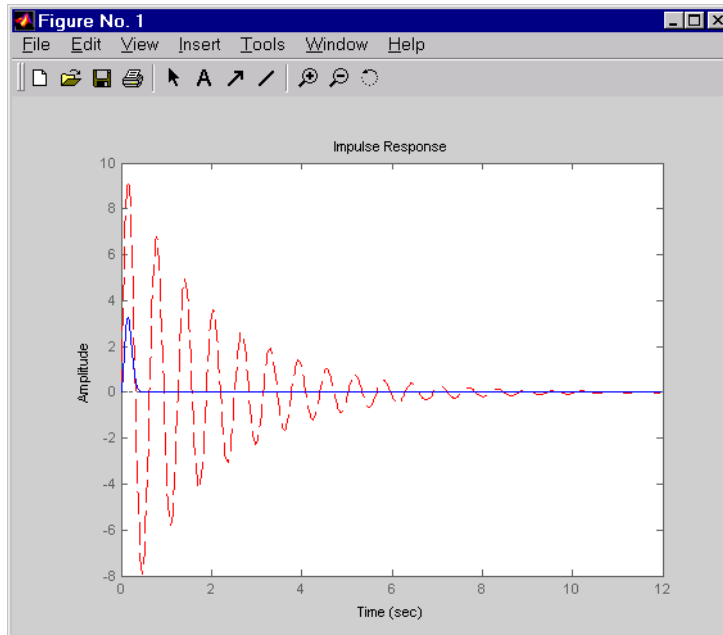 Figure No. 1
File Edit View Insert Tools Window Help
A
Impulse Response
10
8
6
4
2
0
-2
-4
-6
-8
Amplitude
0 2 4 6 8 10 12
Time (sec)